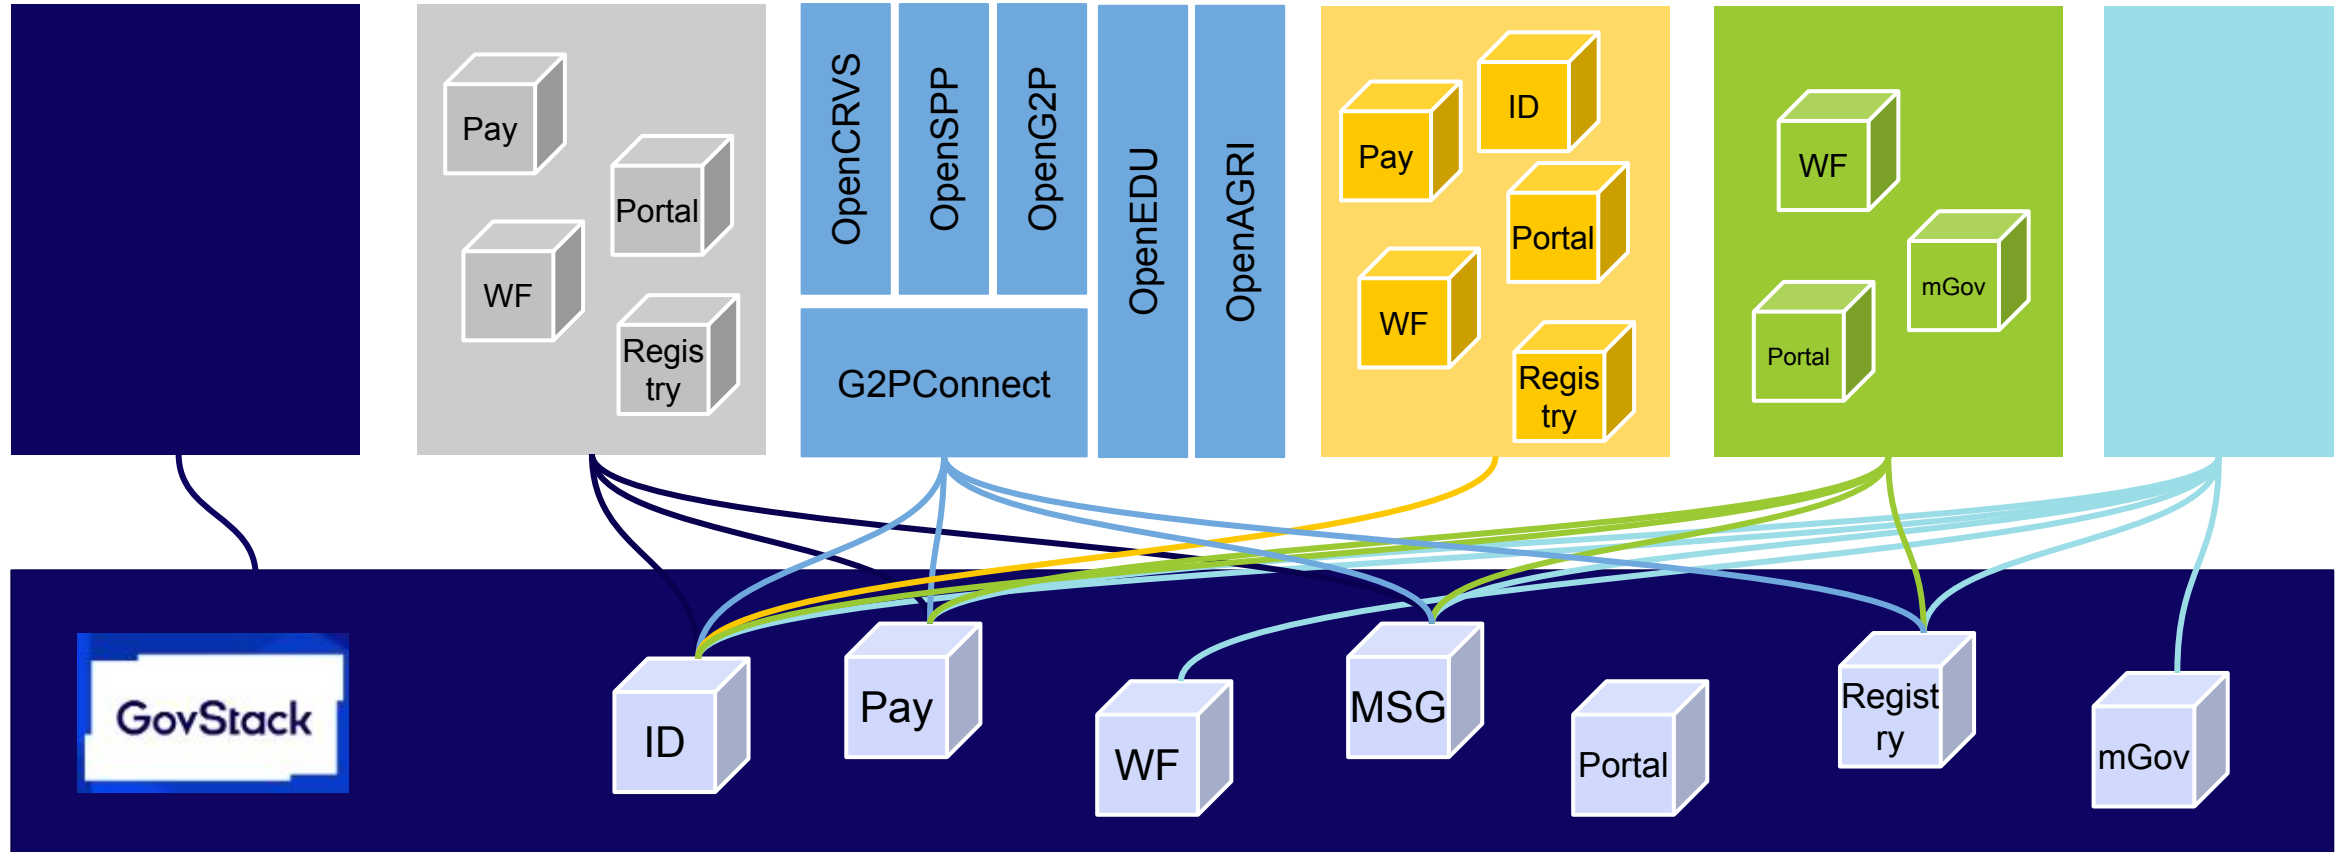 Pay
Portal
WF
Regis
try
OpenCRVS
OpenSPP
OpenG2P
OpenEDU
OpenAGRI
G2PConnect
ID
Pay
Portal
WF
Regis
try
WF
mGov
Portal
GovStack
ID
Pay
WF
MSG
Portal
Regist
ry
mGov